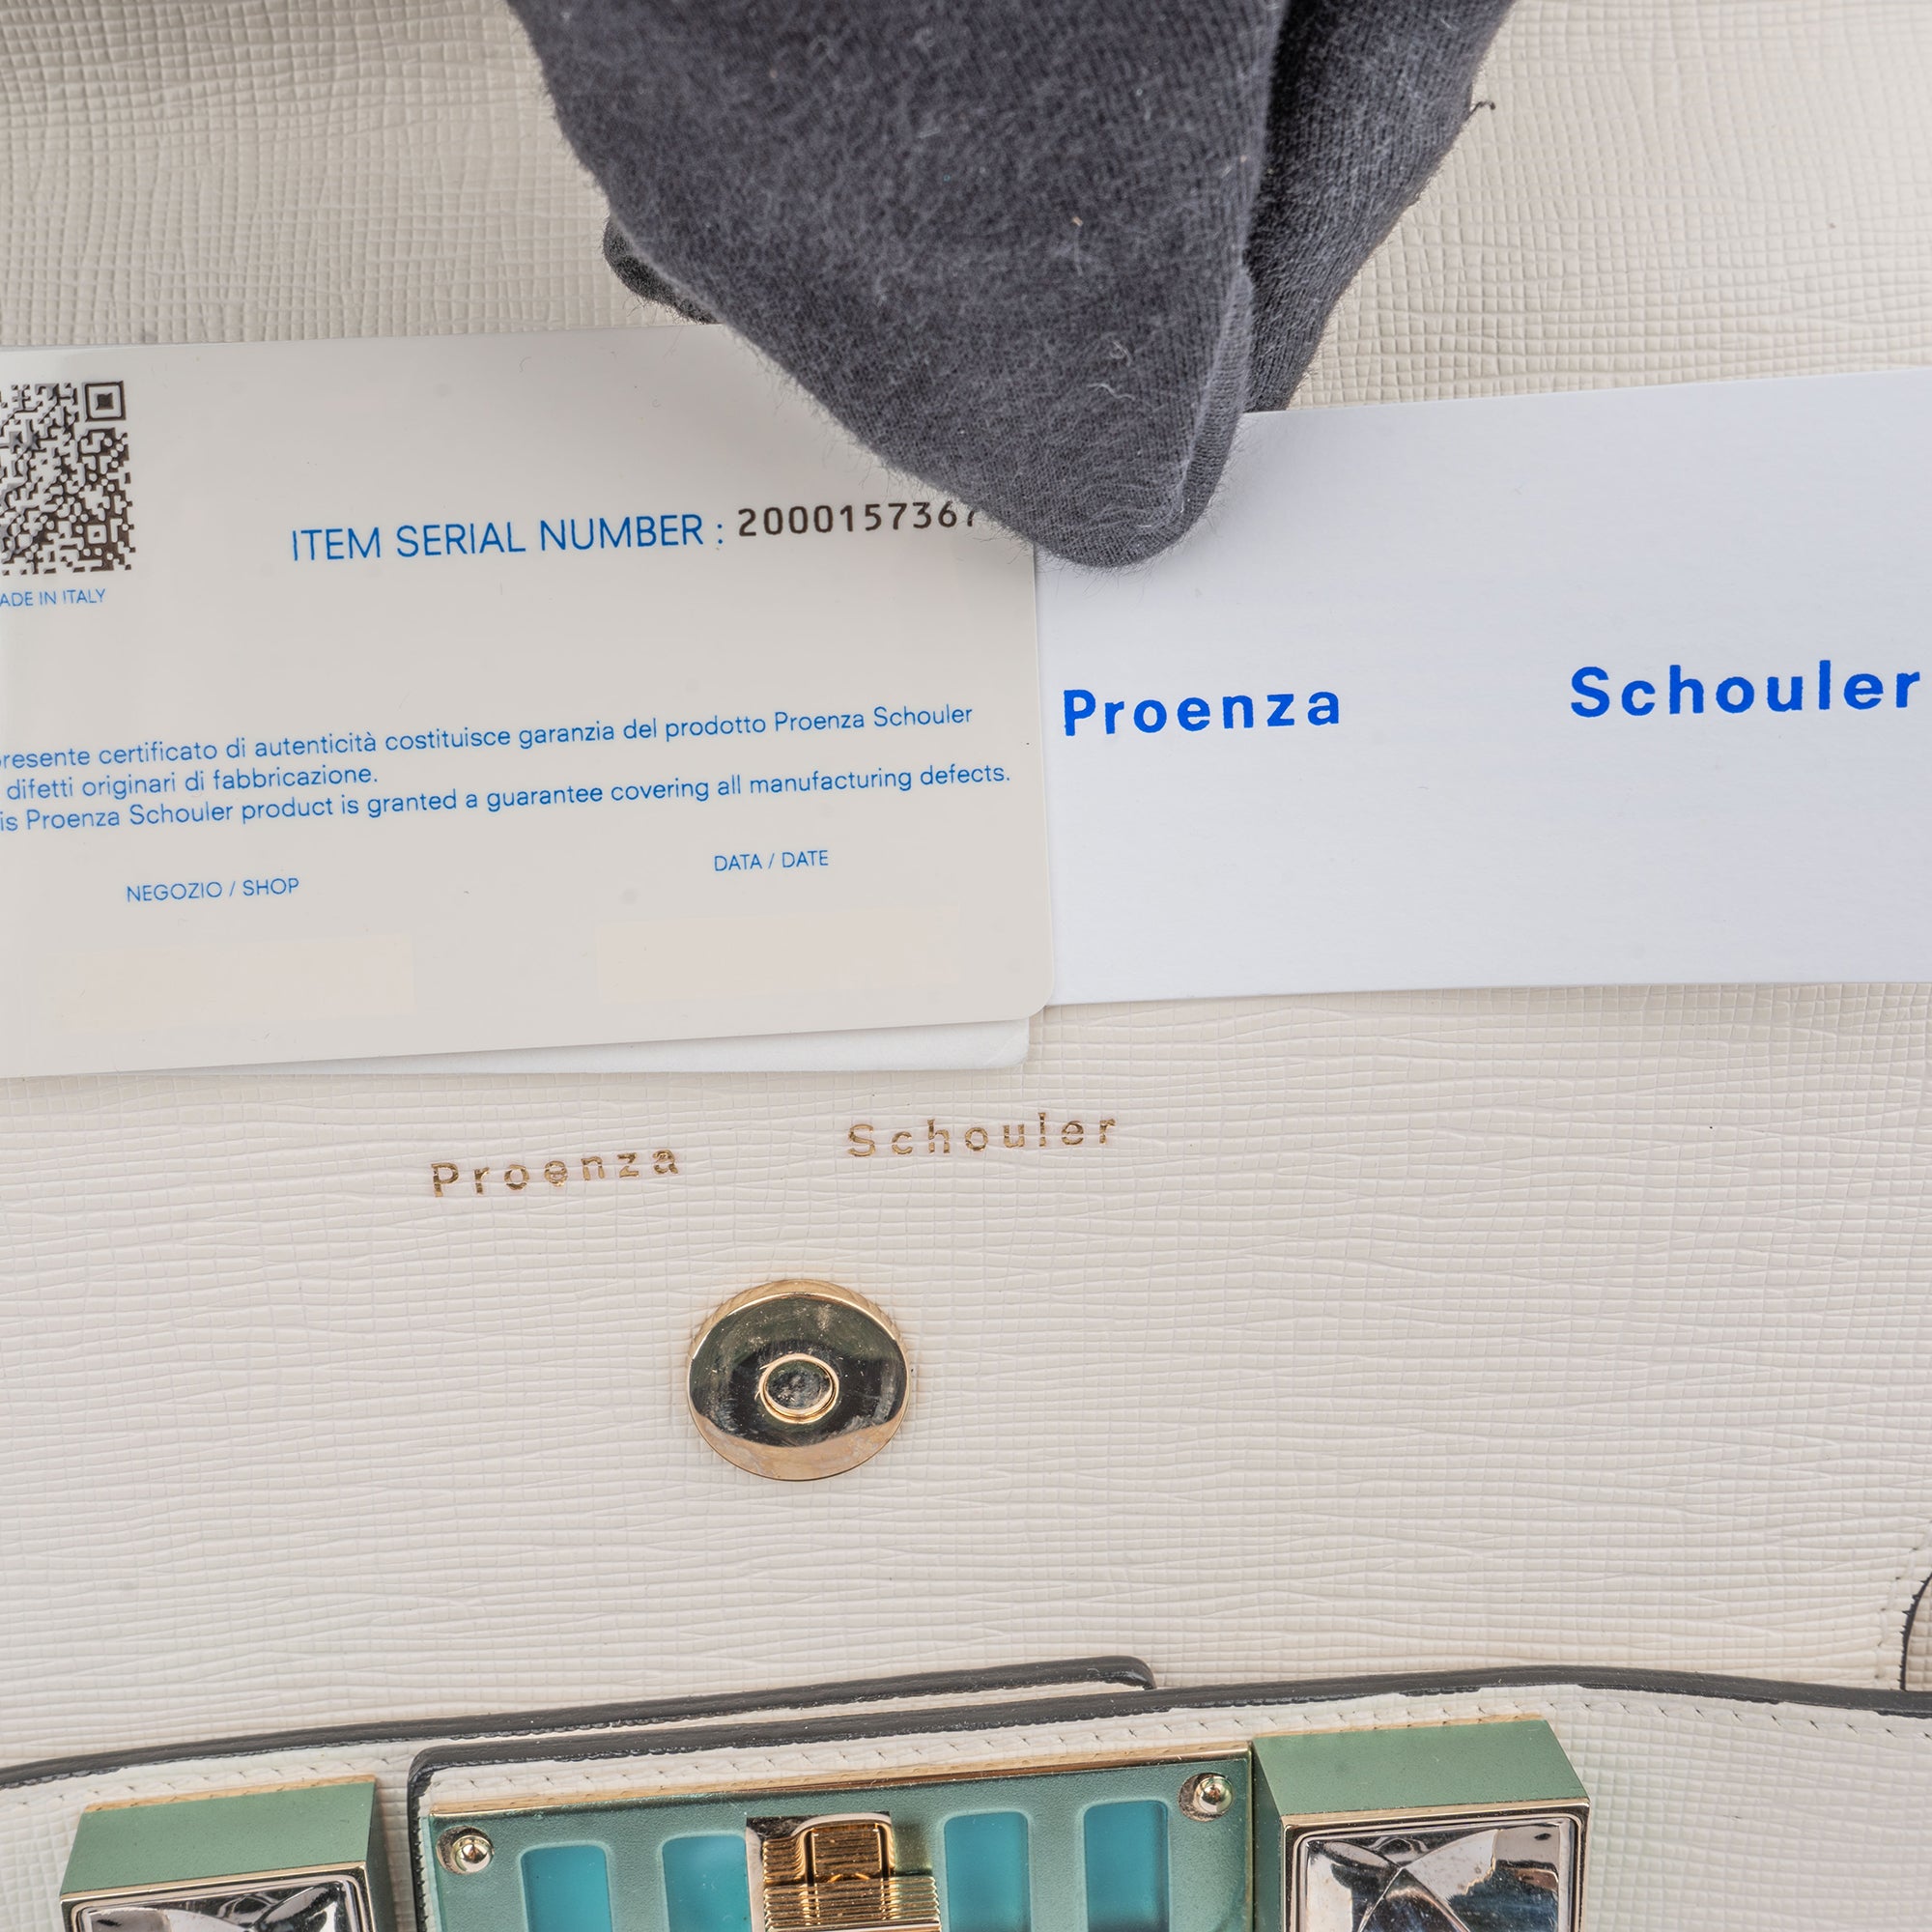 ITEM SERIAL NUMBER : 200015736
ADE IN ITALY
Proenza Schouler
resente certificato di autenticità costituisce garanzia del prodotto Proenza Schouler
difetti originari di fabbricazione.
is Proenza Schouler product is granted a guarantee covering all manufacturing defects.
DATA / DATE
NEGOZIO / SHOP
Proenza Schouler